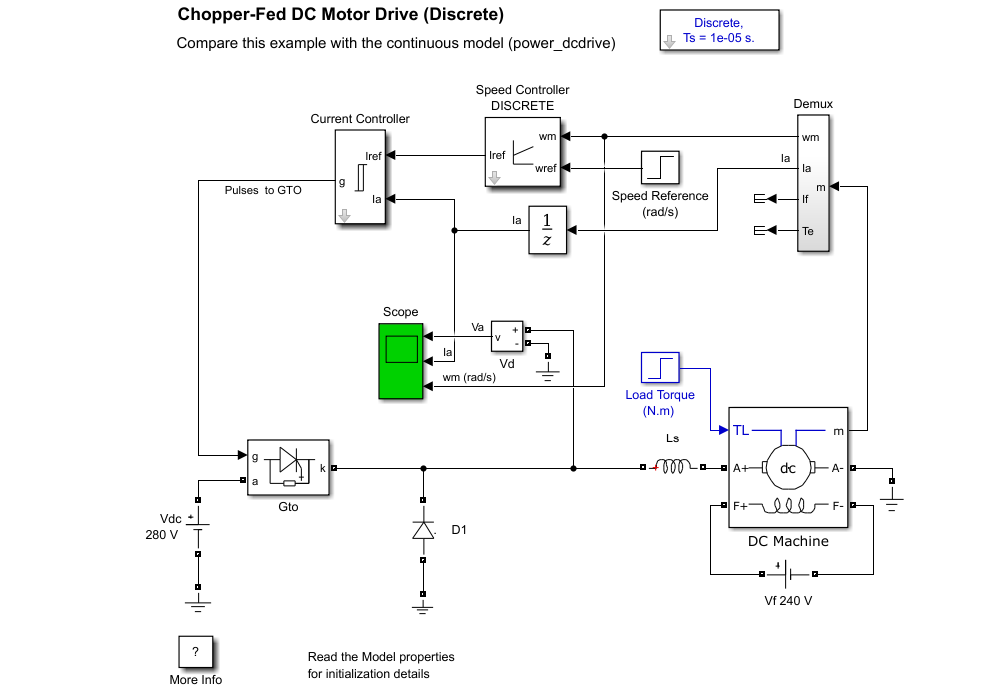 Chopper-Fed DC Motor Drive (Discrete)
Compare this example with the continuous model (power_dcdrive)
Discrete,
Ts = 1e-05 s.
Speed Controller
DISCRETE
Current Controller
Demux
wm
Iref
wref
Iref
g
Ia
Pulses to GTO
Speed Reference
(rad/s)
wm
Ia
Ia
m
If
Te
Ia
1
z
Scope
Va
v
+
-
Vd
Ia
wm (rad/s)
Load Torque
(N.m)
TL
m
Ls
A+
dc
A-
F+
F-
DC Machine
g
a
k
Gto
Vdc
280 V
+
D1
+
Vf 240 V
?
More Info
Read the Model properties
for initialization details